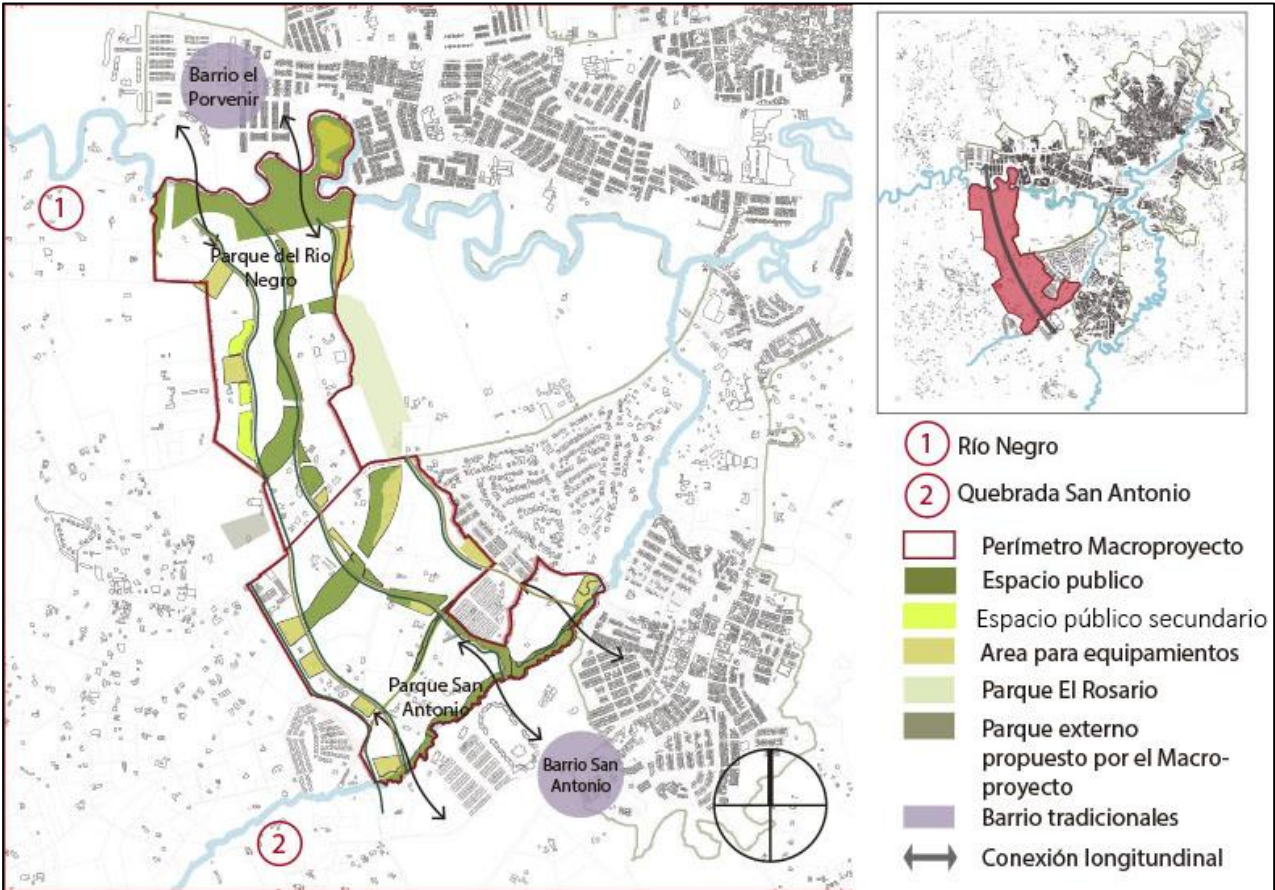 Barrio el
Porvenir
1
Parque del Rio
Negro
Parque San
Antonio
Barrio San
Antonio
2
1 Río Negro
2 Quebrada San Antonio
Perímetro Macroproyecto
Espacio publico
Espacio público secundario
Area para equipamientos
Parque El Rosario
Parque externo
propuesto por el Macro-
proyecto
Barrio tradicionales
Conexión longitundinal